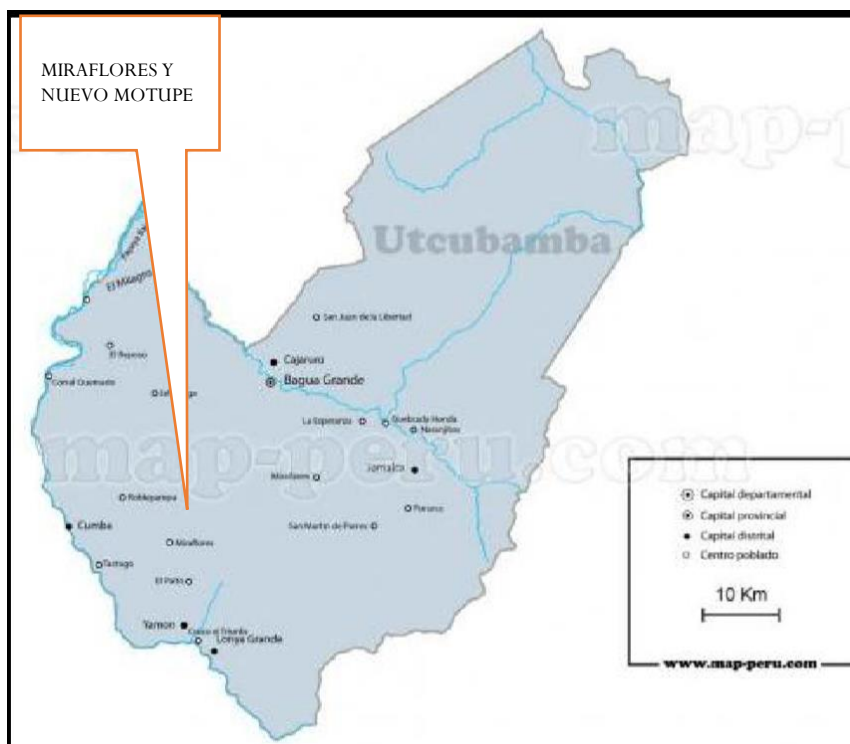 MIRAFLORES Y
NUEVO MOTUPE
map-p
Utcubamba
El Milagro
San Juan de la Libertad
El Reposo
Cajaruro
Corral Quemado
Bagua Grande
La Esperanza
Quebrada Honda
Naranjitos
map-peru.com
Jamalca
Miraflores
Roblepampa
Puruaco
Cumba
San Martin de Porres
Miraflores
Tactago
El Palto
Yamon
Lonya Grande
Capital departamental
Capital provincial
Capital distrital
Centro poblado
10 Km
www.map-peru.com